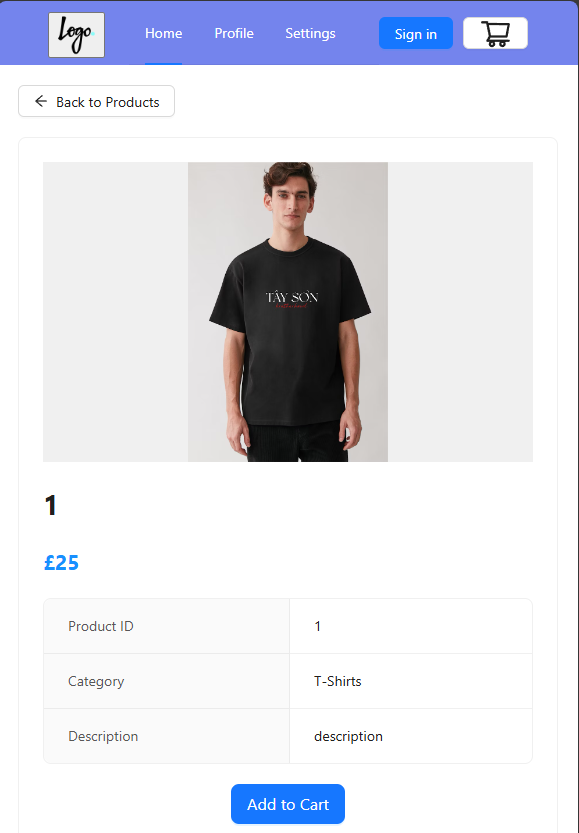 Logo.
Home
Profile
Settings
Sign in
Back to Products
TÂY SƠN
1
£25
Product ID
1
Category
T-Shirts
Description
description
Add to Cart